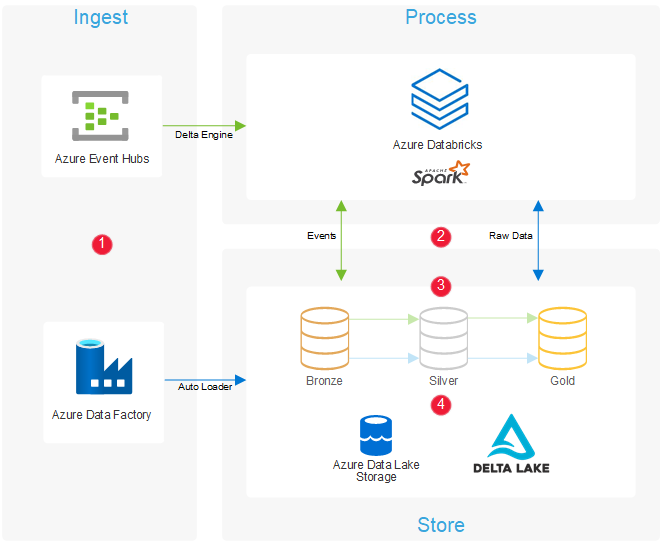 Ingest
Process
Azure Event Hubs
Delta Engine
Azure Databricks
APACHE
Spark
1
Events
2
Raw Data
3
Bronze
Silver
Gold
Azure Data Factory
Auto Loader
4
Azure Data Lake
Storage
DELTA LAKE
Store